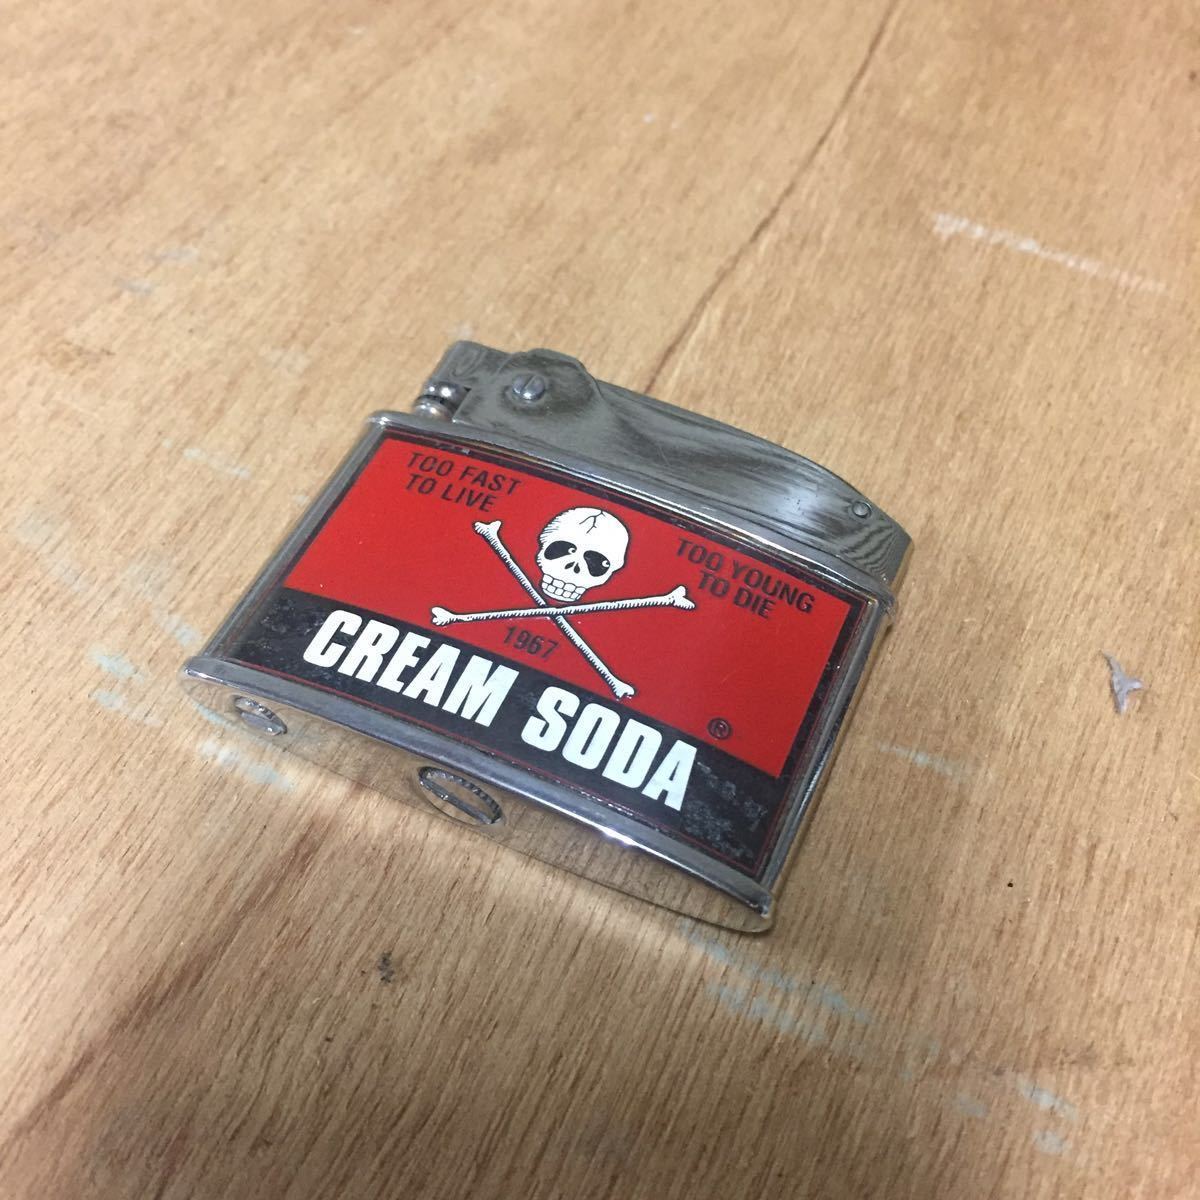 TOO FAST
TO LIVE
TOO YOUNG
TO DIE
1967
CREAM SODA
®